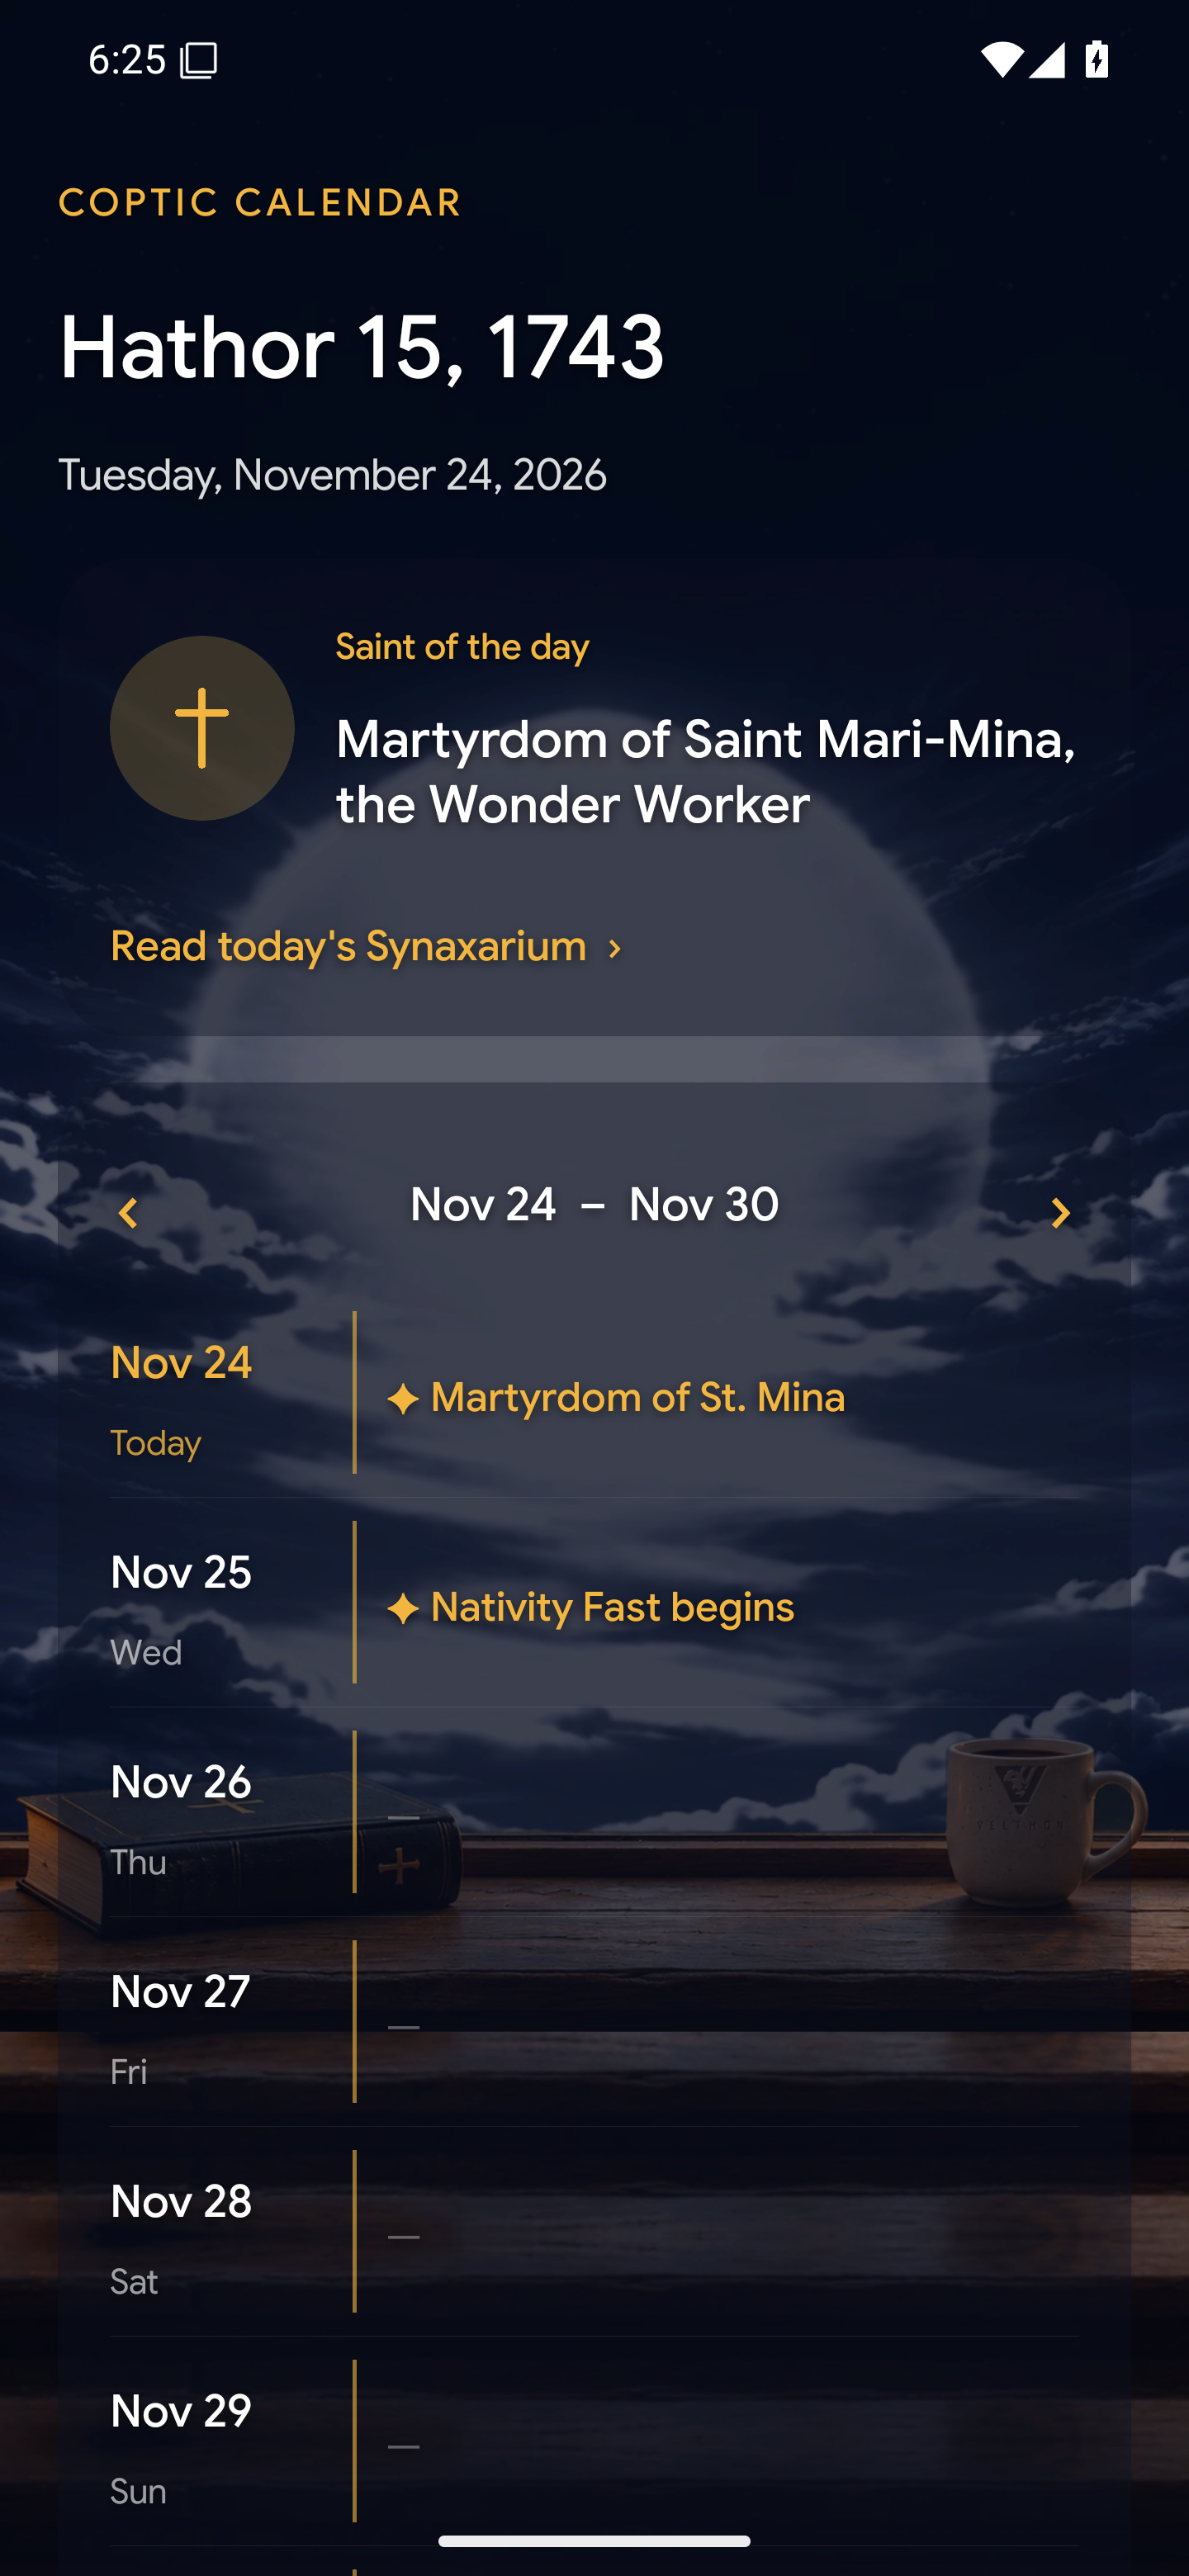 6:25
COPTIC CALENDAR
Hathor 15, 1743
Tuesday, November 24, 2026
Saint of the day
Martyrdom of Saint Mari-Mina,
the Wonder Worker
Read today's Synaxarium ›
Nov 24 – Nov 30
Nov 24
Today
Martyrdom of St. Mina
Nov 25
Wed
Nativity Fast begins
Nov 26
Thu
—
Nov 27
Fri
—
Nov 28
Sat
—
Nov 29
Sun
—